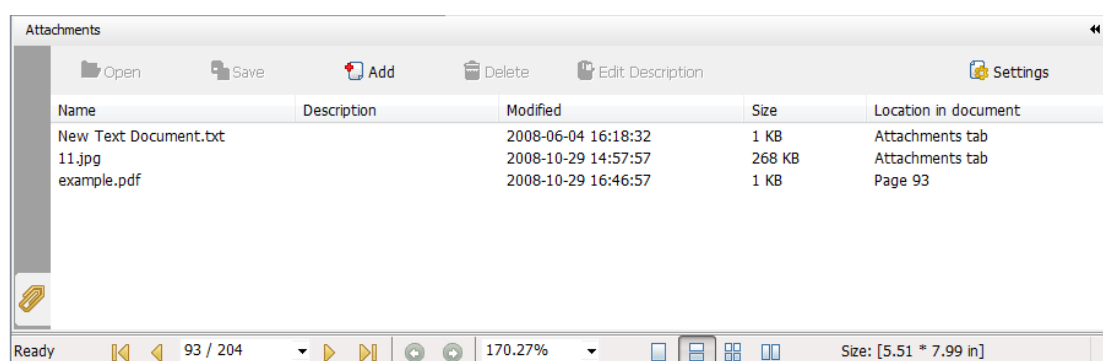 Attachments
Open Save Add Delete Edit Description Settings
Name Description Modified Size Location in document
New Text Document.txt 2008-06-04 16:18:32 1 KB Attachments tab
11.jpg 2008-10-29 14:57:57 268 KB Attachments tab
example.pdf 2008-10-29 16:46:57 1 KB Page 93
Ready 93 / 204 170.27% Size: [5.51 * 7.99 in]